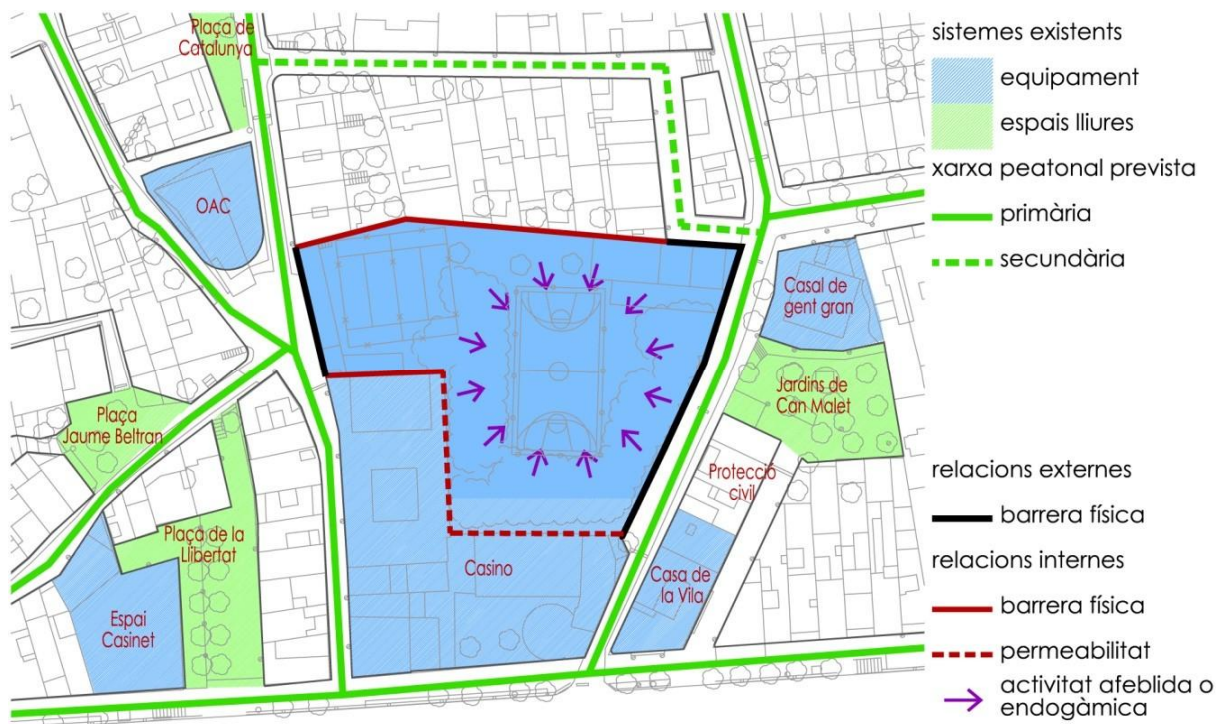 Plaça de
Catalunya
OAC
Plaça
Jaume Beltran
Plaça de la
Llibertat
Espai
Casinet
Casino
Casal de
gent gran
Jardins de
Can Malet
Protecció
civil
Casa de
la Vila
sistemes existents
equipament
espais lliures
xarxa peatonal prevista
primària
secundària
relacions externes
barrera física
relacions internes
barrera física
permeabilitat
activitat afeblida o
endogàmica